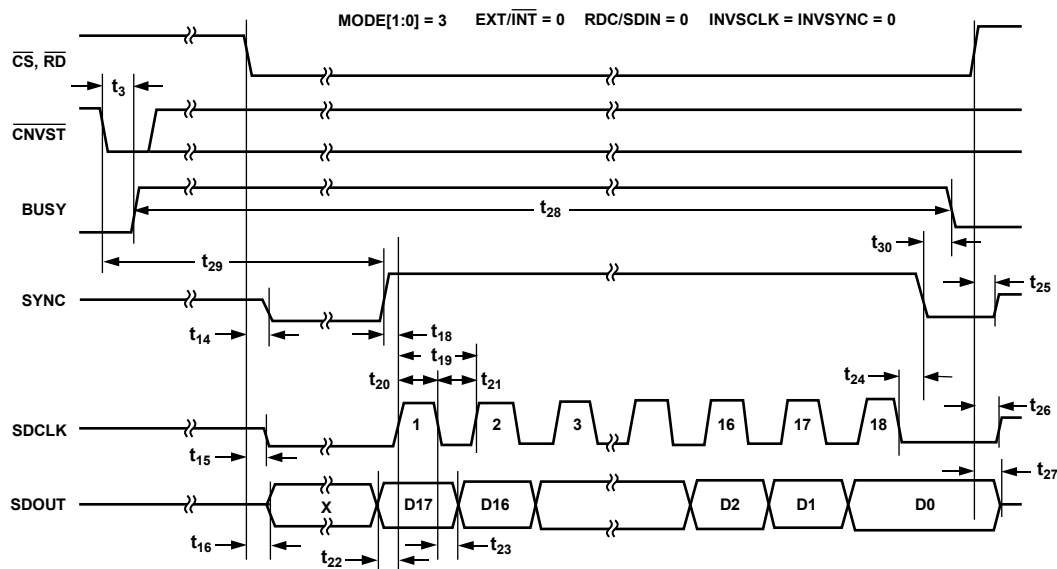 MODE[1:0] = 3 EXT/INT = 0 RDC/SDIN = 0 INVSCLK = INVSYNC = 0
CS, RD
t3
CNVST
BUSY
t28
t30
t29
SYNC
t25
t14
t18
t19
t20
t21
t24
t26
SDCLK
1
2
3
16
17
18
t15
t27
SDOUT
X
D17
D16
D2
D1
D0
t16
t22
t23